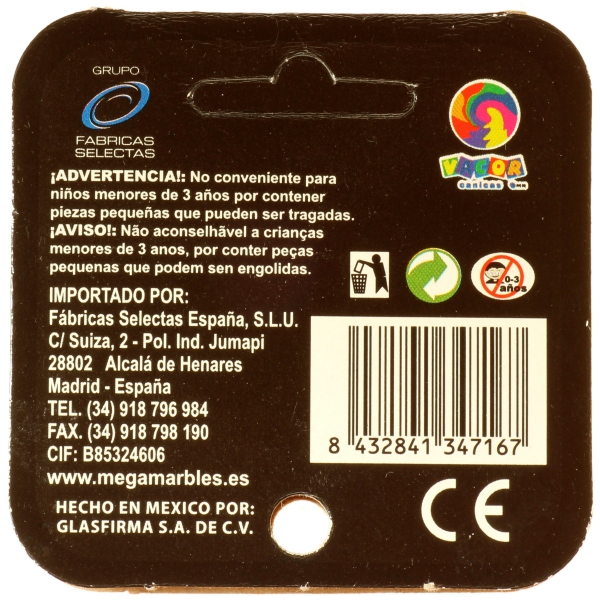 GRUPO
FABRICAS
SELECTAS
VACOR
canicas MR
¡ADVERTENCIA!: No conveniente para
niños menores de 3 años por contener
piezas pequeñas que pueden ser tragadas.
¡AVISO!: Não aconselhável a crianças
menores de 3 anos, por conter peças
pequenas que podem ser engolidas.
0-3
años
IMPORTADO POR:
Fábricas Selectas España, S.L.U.
C/ Suiza, 2 - Pol. Ind. Jumapi
28802 Alcalá de Henares
Madrid - España
TEL. (34) 918 796 984
FAX. (34) 918 798 190
CIF: B85324606
www.megamarbles.es
8 432841 347167
HECHO EN MEXICO POR:
GLASFIRMA S.A. DE C.V.
CE